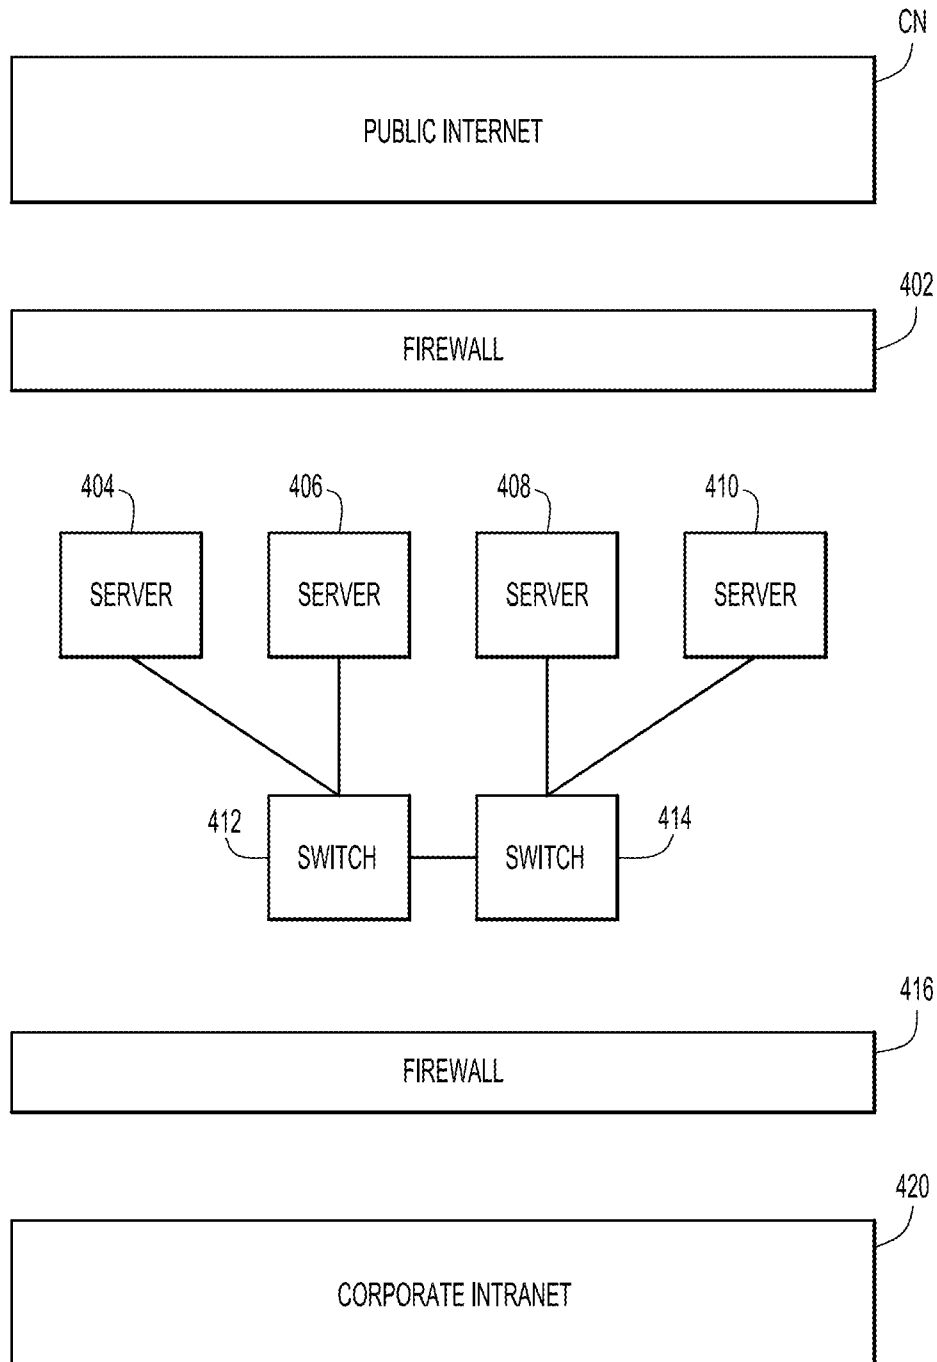 CN
PUBLIC INTERNET
402
FIREWALL
404 406 408 410
SERVER SERVER SERVER SERVER
412 414
SWITCH SWITCH
416
FIREWALL
420
CORPORATE INTRANET